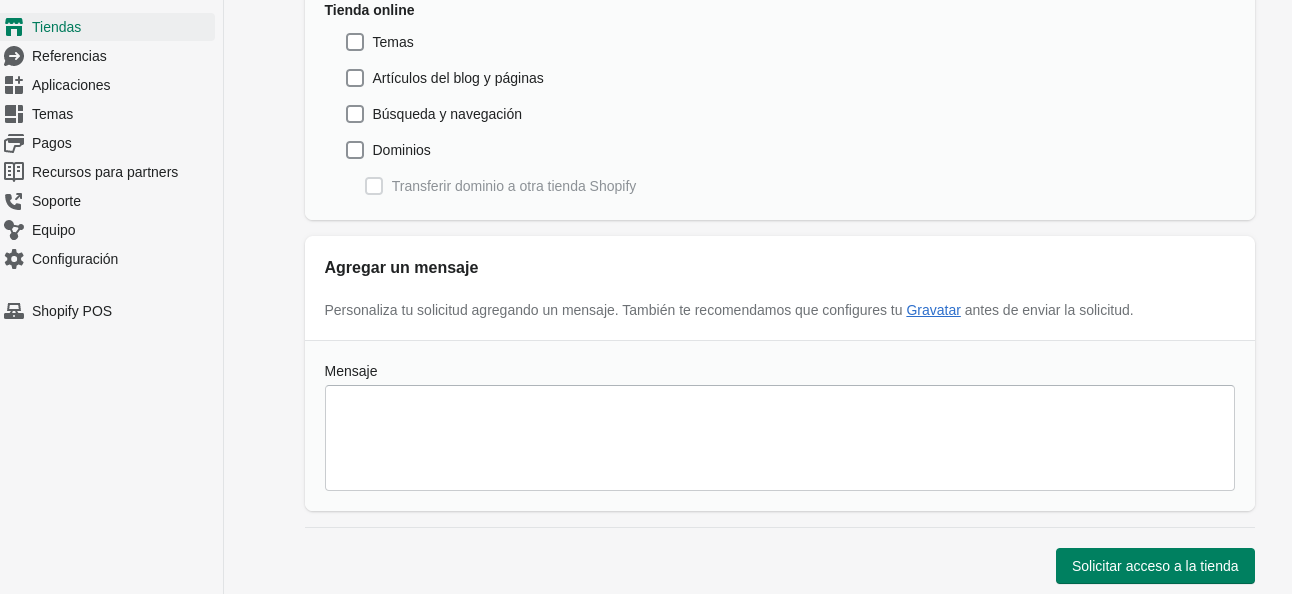 Tiendas
Referencias
Aplicaciones
Temas
Pagos
Recursos para partners
Soporte
Equipo
Configuración
Shopify POS
Tienda online
Temas
Artículos del blog y páginas
Búsqueda y navegación
Dominios
Transferir dominio a otra tienda Shopify
Agregar un mensaje
Personaliza tu solicitud agregando un mensaje. También te recomendamos que configures tu Gravatar antes de enviar la solicitud.
Mensaje
Solicitar acceso a la tienda